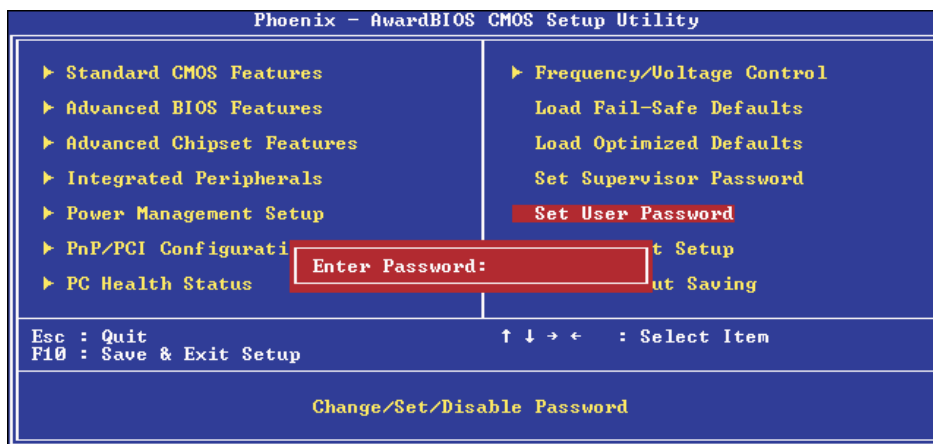 Phoenix - AwardBIOS CMOS Setup Utility
▶ Standard CMOS Features
▶ Advanced BIOS Features
▶ Advanced Chipset Features
▶ Integrated Peripherals
▶ Power Management Setup
▶ PnP/PCI Configurati
▶ PC Health Status
▶ Frequency/Voltage Control
Load Fail-Safe Defaults
Load Optimized Defaults
Set Supervisor Password
Set User Password
t Setup
ut Saving
Enter Password:
Esc : Quit
F10 : Save & Exit Setup
↑ ↓ → ← : Select Item
Change/Set/Disable Password